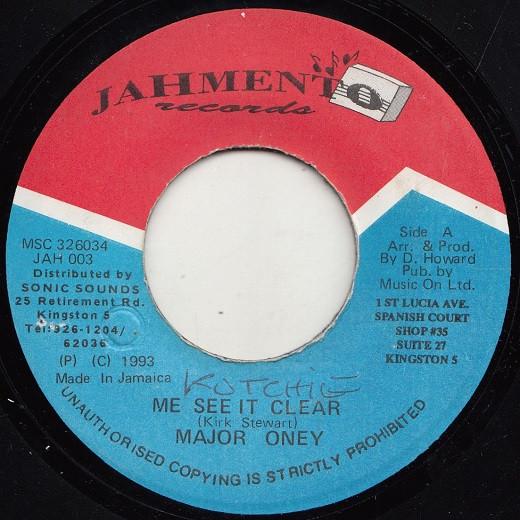 JAHMENTO
records
MSC 326034
JAH 003
Distributed by
SONIC SOUNDS
25 Retirement Rd.
Kingston 5
Tel:926-1204/
62036
(P) (C) 1993
Made In Jamaica
Side A
Arr. & Prod.
By D. Howard
Pub. by
Music On Ltd.
1 ST LUCIA AVE.
SPANISH COURT
SHOP #35
SUITE 27
KINGSTON 5
KUTCHIE
ME SEE IT CLEAR
(Kirk Stewart)
MAJOR ONEY
UNAUTHORISED COPYING IS STRICTLY PROHIBITED